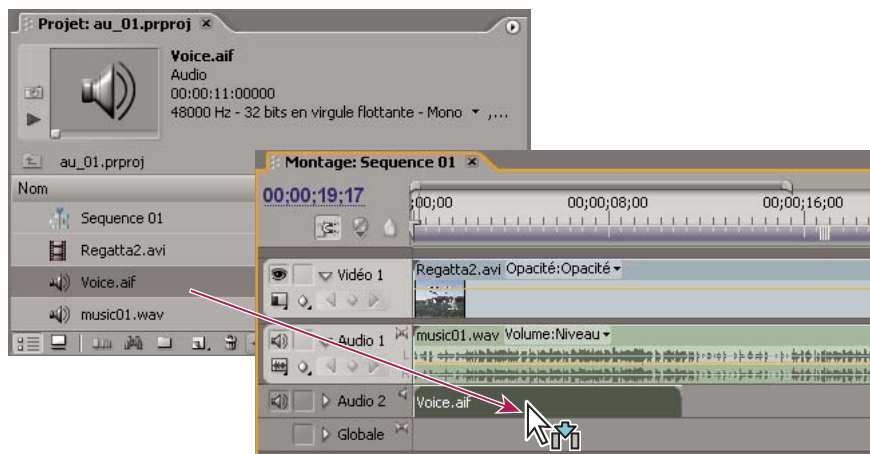 Projet: au_01.prproj
Voice.aif
Audio
00:00:11:00000
48000 Hz - 32 bits en virgule flottante - Mono ,...
au_01.prproj
Nom
Sequence 01
Regatta2.avi
Voice.aif
music01.wav
Montage: Sequence 01
00;00;19;17
;00;00 00;00;08;00 00;00;16;00
Vidéo 1
Regatta2.avi Opacité:Opacité
Audio 1
music01.wav Volume:Niveau
L
R
Audio 2
Voice.aif
Globale